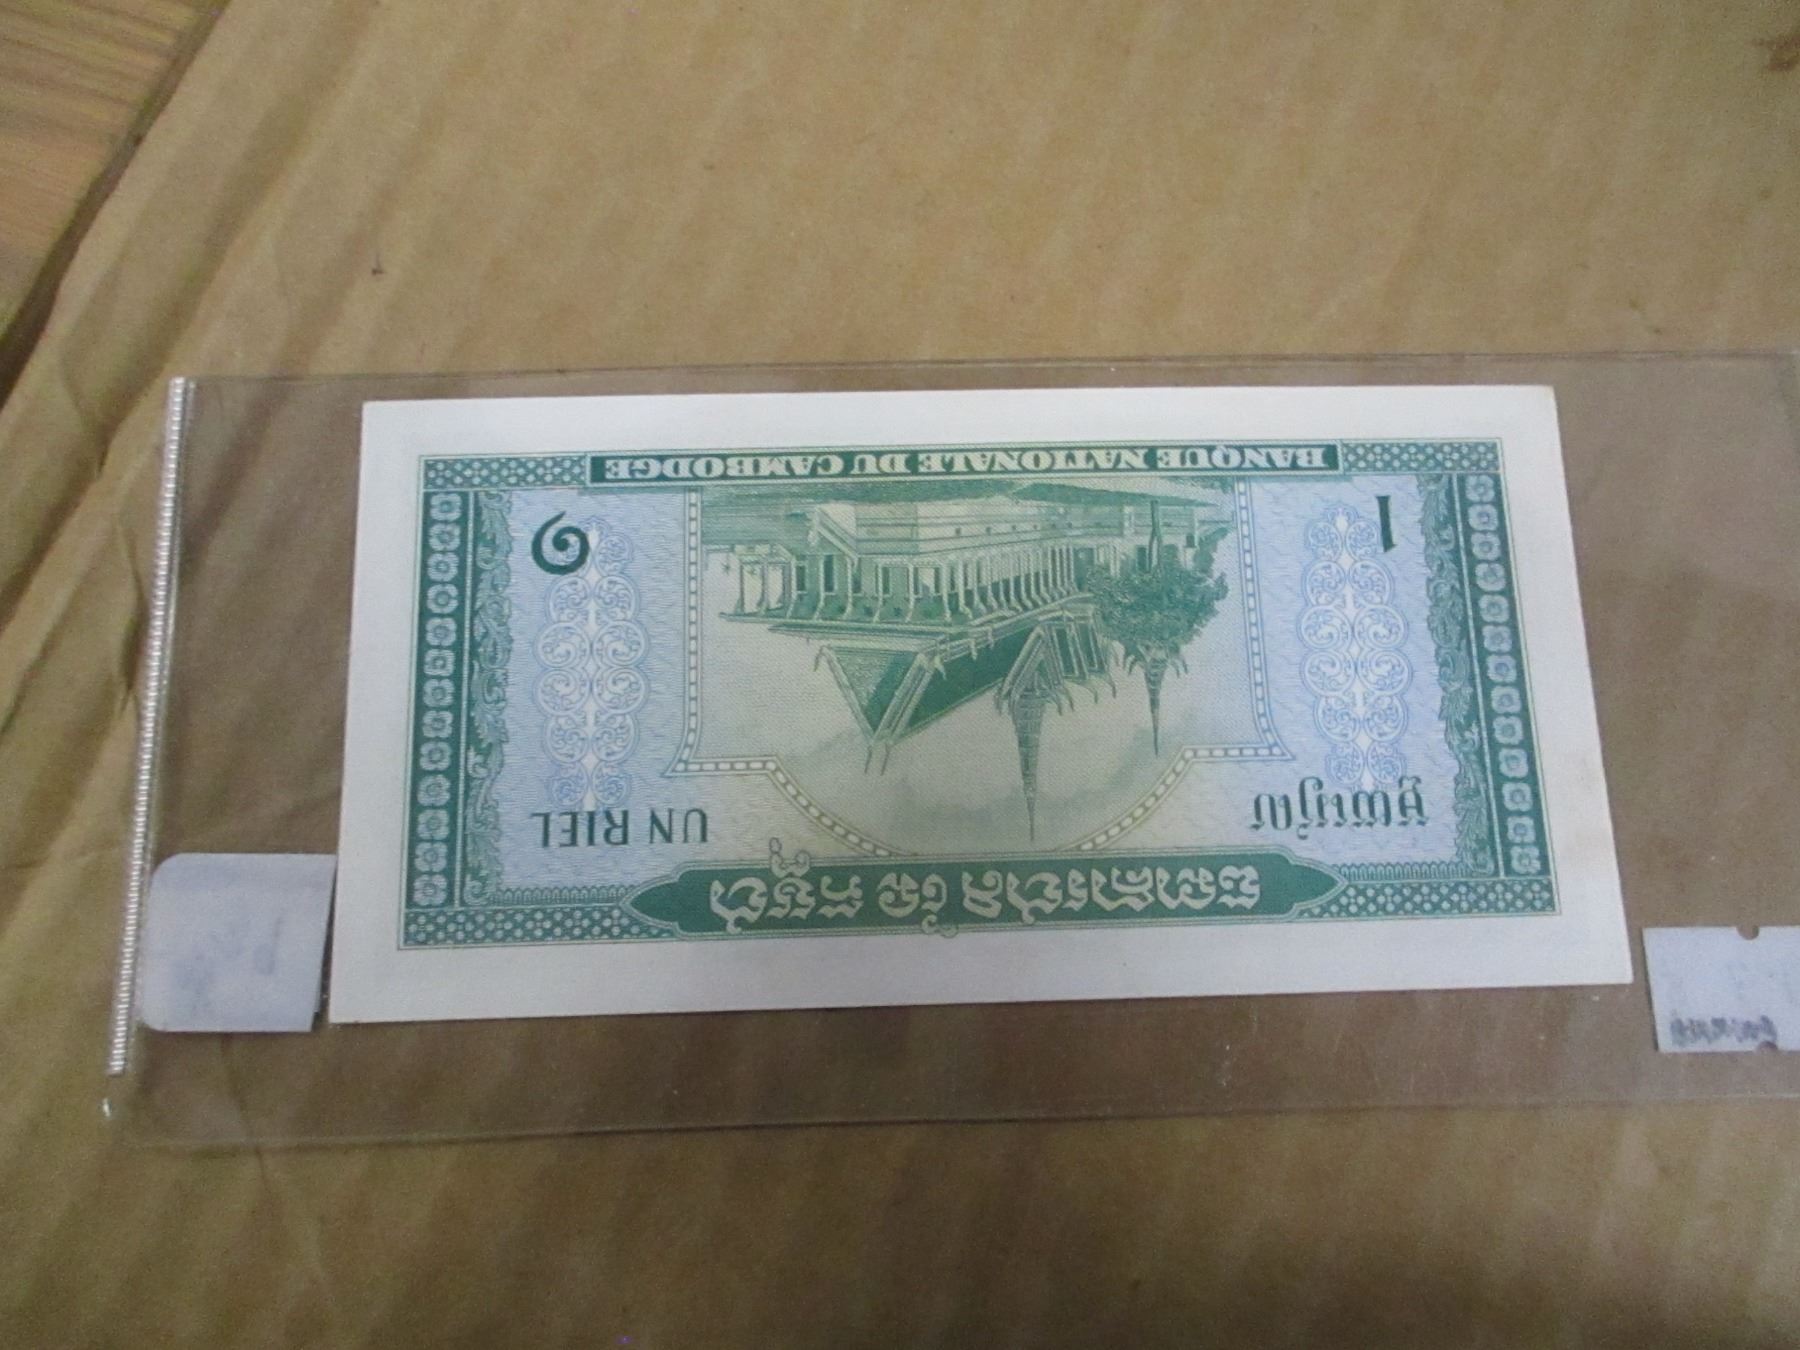 ធនាគារជាតិ នៃ កម្ពុជា
មួយរៀល
UN RIEL
1
១
BANQUE NATIONALE DU CAMBODGE